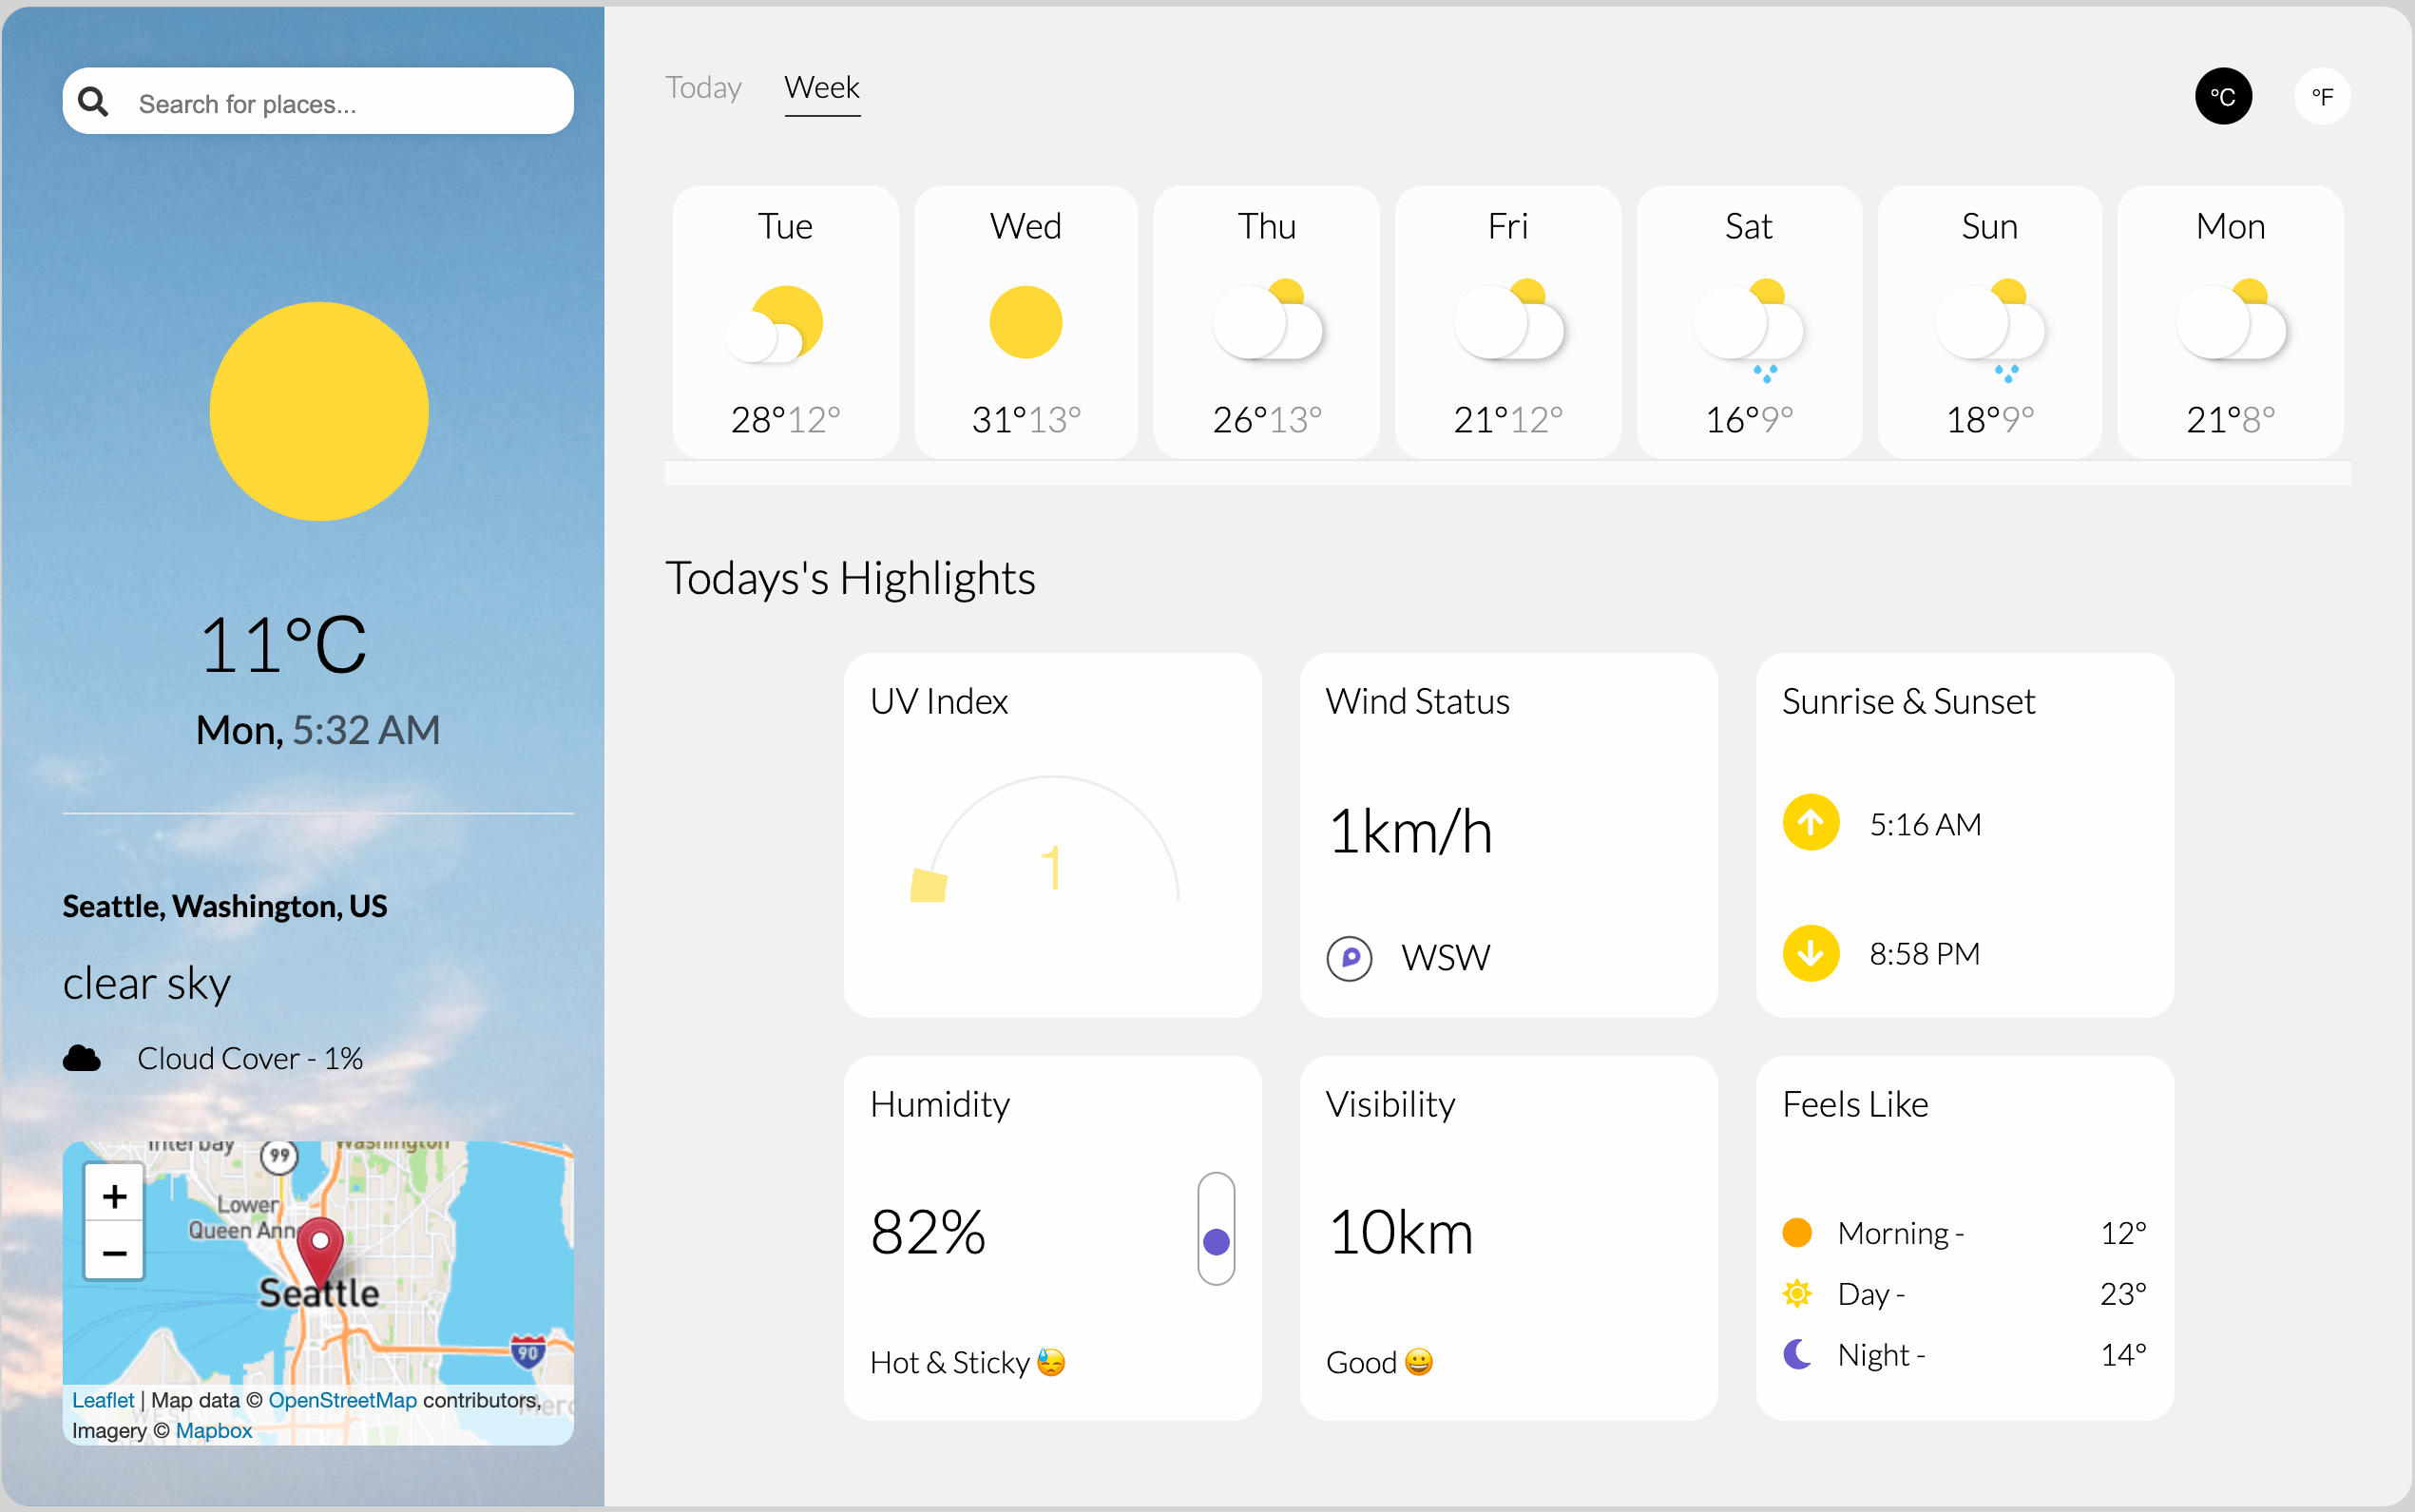 Search for places...
11°C
Mon, 5:32 AM
Seattle, Washington, US
clear sky
Cloud Cover - 1%
Interbay
99
Washington
+
Lower
Queen Ann
−
Seattle
90
Leaflet | Map data © OpenStreetMap contributors,
Imagery © Mapbox
Today Week
°C °F
Tue Wed Thu Fri Sat Sun Mon
28°12° 31°13° 26°13° 21°12° 16°9° 18°9° 21°8°
Todays's Highlights
UV Index
1
Wind Status
1km/h
WSW
Sunrise & Sunset
5:16 AM
8:58 PM
Humidity
82%
Hot & Sticky 😓
Visibility
10km
Good 😀
Feels Like
Morning - 12°
Day - 23°
Night - 14°